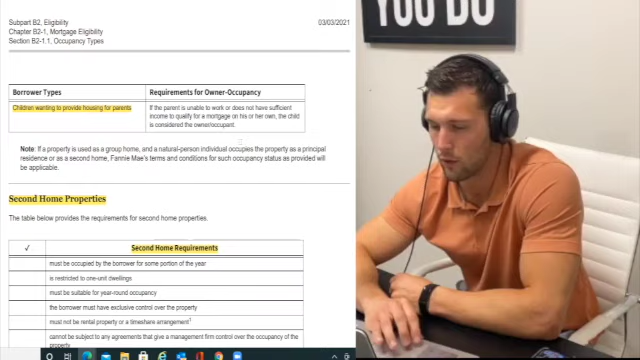 Subpart B2, Eligibility
Chapter B2-1, Mortgage Eligibility
Section B2-1.1, Occupancy Types
03/03/2021
YOU DO
Borrower Types
Requirements for Owner-Occupancy
Children wanting to provide housing for parents
If the parent is unable to work or does not have sufficient
income to qualify for a mortgage on his or her own, the child
is considered the owner/occupant.
Note: If a property is used as a group home, and a natural-person individual occupies the property as a principal
residence or as a second home, Fannie Mae's terms and conditions for such occupancy status as provided will
be applicable.
Second Home Properties
The table below provides the requirements for second home properties.
✓ Second Home Requirements
must be occupied by the borrower for some portion of the year
is restricted to one-unit dwellings
must be suitable for year-round occupancy
the borrower must have exclusive control over the property
must not be rental property or a timeshare arrangement1
cannot be subject to any agreements that give a management firm control over the occupancy of the
property